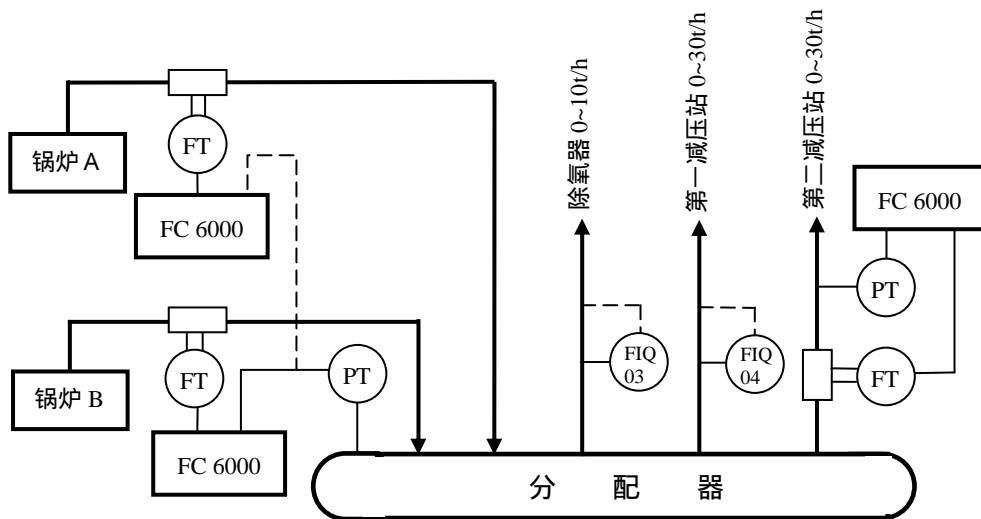 除氧器 0~10t/h
第一减压站 0~30t/h
第二减压站 0~30t/h
FT
锅炉 A
FC 6000
FC 6000
PT
FIQ
03
FIQ
04
FT
PT
FT
锅炉 B
FC 6000
分 配 器